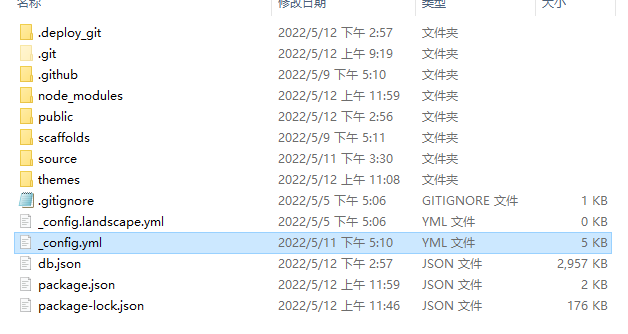 名称 修改日期 类型 大小
.deploy_git 2022/5/12 下午 2:57 文件夹
.git 2022/5/12 上午 9:19 文件夹
.github 2022/5/9 下午 5:10 文件夹
node_modules 2022/5/12 上午 11:59 文件夹
public 2022/5/12 下午 2:56 文件夹
scaffolds 2022/5/9 下午 5:11 文件夹
source 2022/5/11 下午 3:30 文件夹
themes 2022/5/12 上午 11:08 文件夹
.gitignore 2022/5/5 下午 5:06 GITIGNORE 文件 1 KB
_config.landscape.yml 2022/5/5 下午 5:06 YML 文件 0 KB
_config.yml 2022/5/11 下午 5:10 YML 文件 5 KB
db.json 2022/5/12 下午 2:57 JSON 文件 2,957 KB
package.json 2022/5/12 上午 11:59 JSON 文件 2 KB
package-lock.json 2022/5/12 上午 11:46 JSON 文件 176 KB